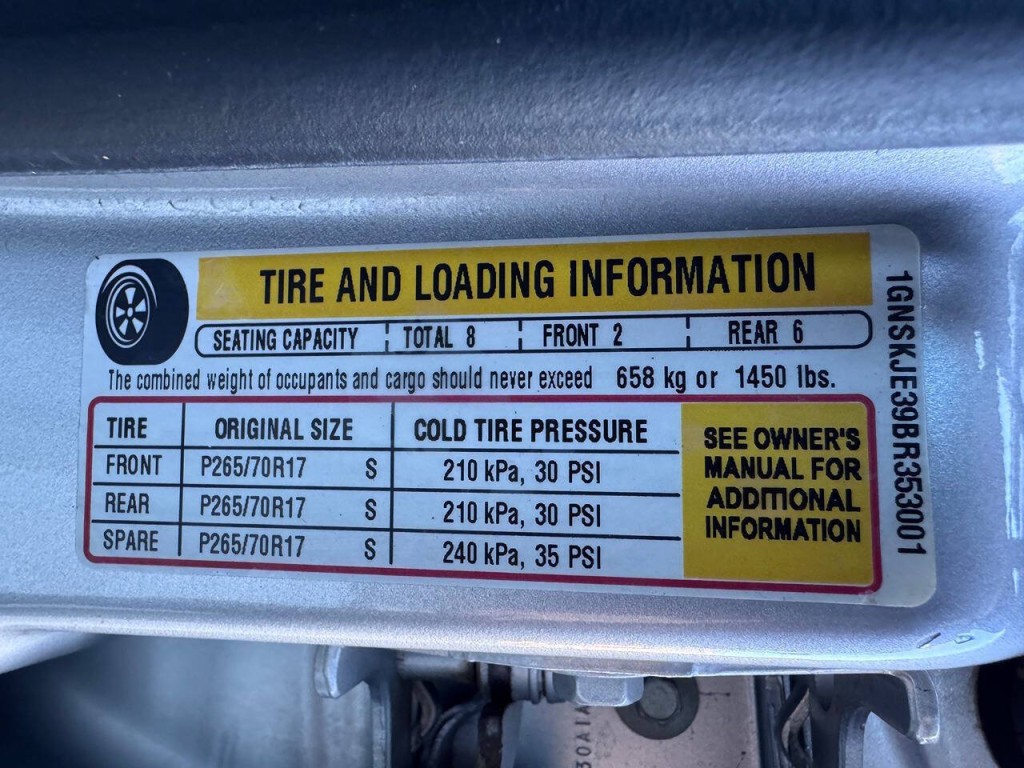 TIRE AND LOADING INFORMATION
SEATING CAPACITY TOTAL 8 FRONT 2 REAR 6
The combined weight of occupants and cargo should never exceed 658 kg or 1450 lbs.
TIRE ORIGINAL SIZE COLD TIRE PRESSURE
FRONT P265/70R17 S 210 kPa, 30 PSI
REAR P265/70R17 S 210 kPa, 30 PSI
SPARE P265/70R17 S 240 kPa, 35 PSI
SEE OWNER'S
MANUAL FOR
ADDITIONAL
INFORMATION
1GNSKJE39BR353001